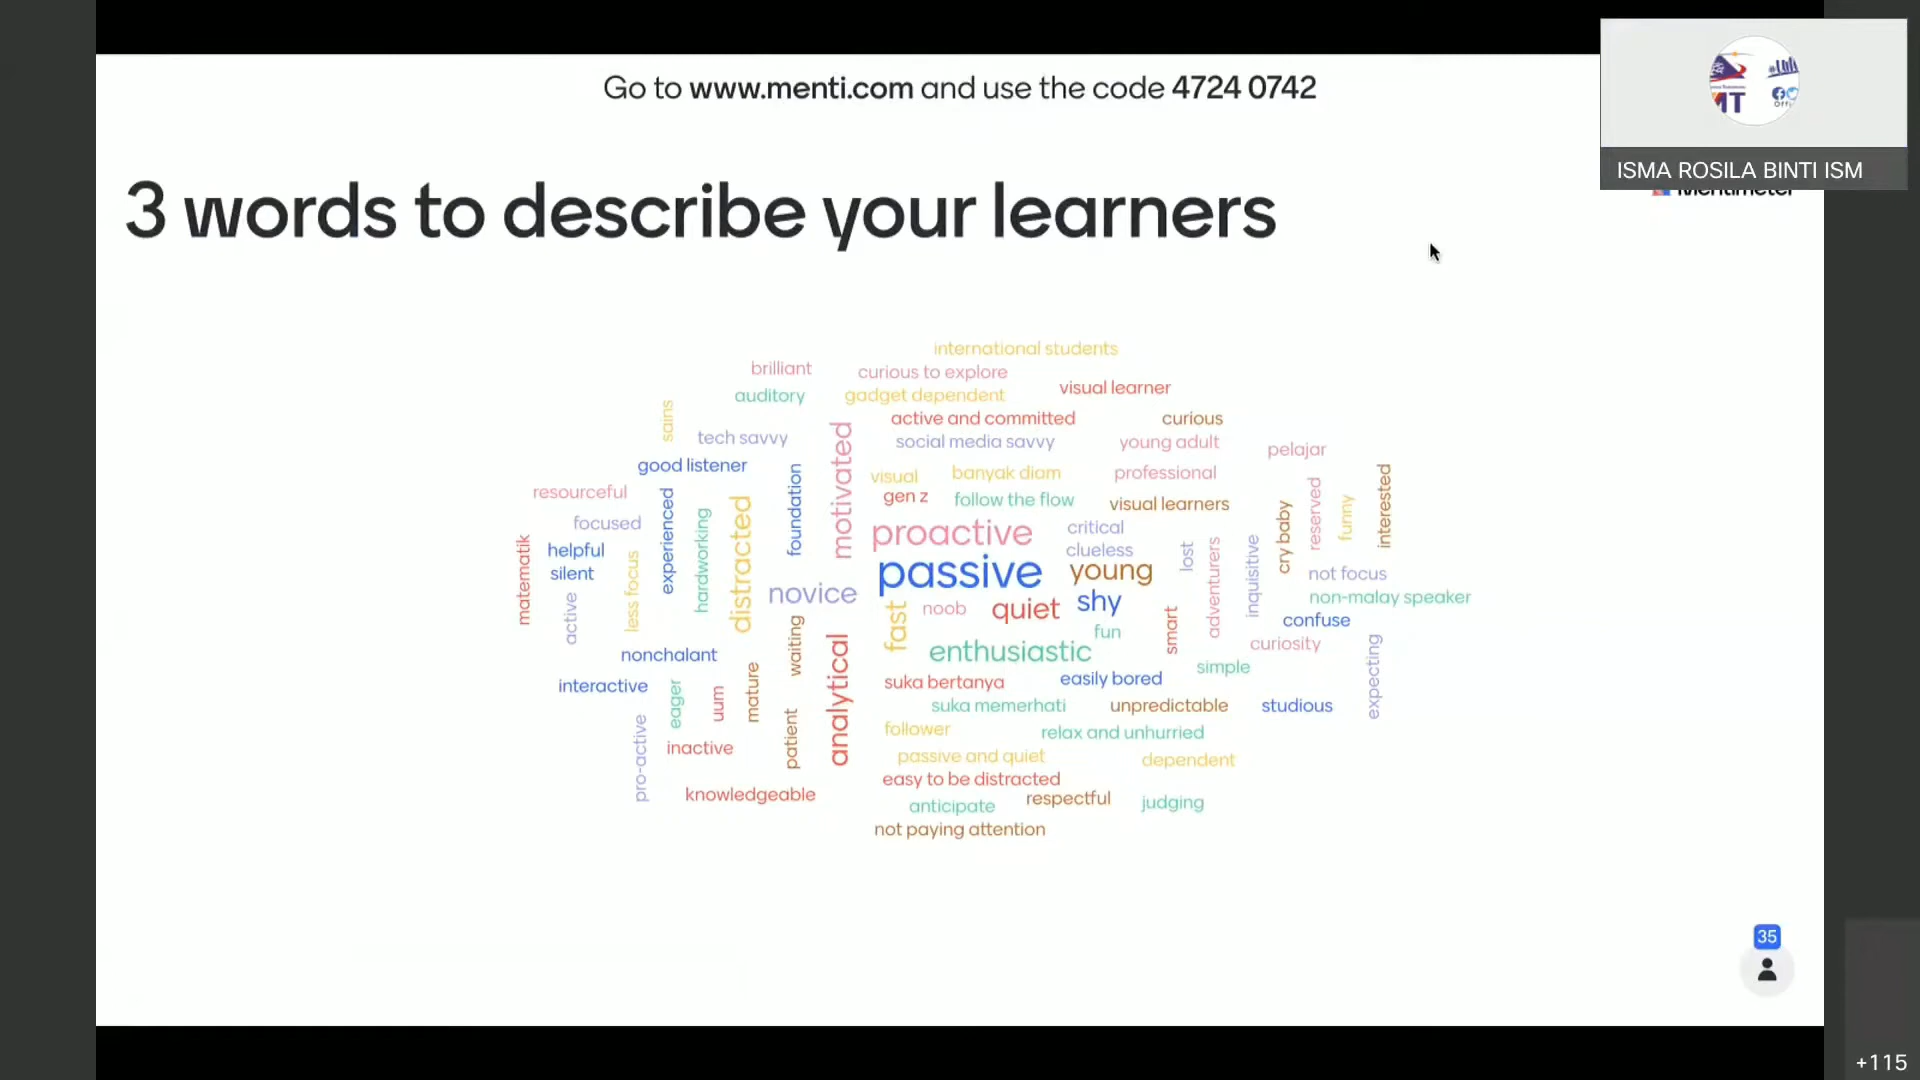 Go to www.menti.com and use the code 4724 0742
ISMA ROSILA BINTI ISM
Mentimeter
3 words to describe your learners
international students
brilliant
curious to explore
visual learner
auditory
gadget dependent
sains
active and committed
curious
tech savvy
motivated
social media savvy
young adult
pelajar
good listener
foundation
visual
banyak diam
professional
interested
resourceful
experienced
distracted
gen z
follow the flow
visual learners
cry baby
reserved
funny
focused
hardworking
proactive
critical
matematik
helpful
less focus
passive
clueless
lost
adventurers
inquisitive
silent
young
not focus
active
novice
fast
noob
quiet
shy
smart
non-malay speaker
confuse
waiting
analytical
fun
curiosity
expecting
nonchalant
enthusiastic
simple
interactive
eager
uum
mature
suka bertanya
easily bored
pro-active
patient
suka memerhati
unpredictable
studious
inactive
follower
relax and unhurried
passive and quiet
dependent
knowledgeable
easy to be distracted
anticipate
respectful
judging
not paying attention
35
+115